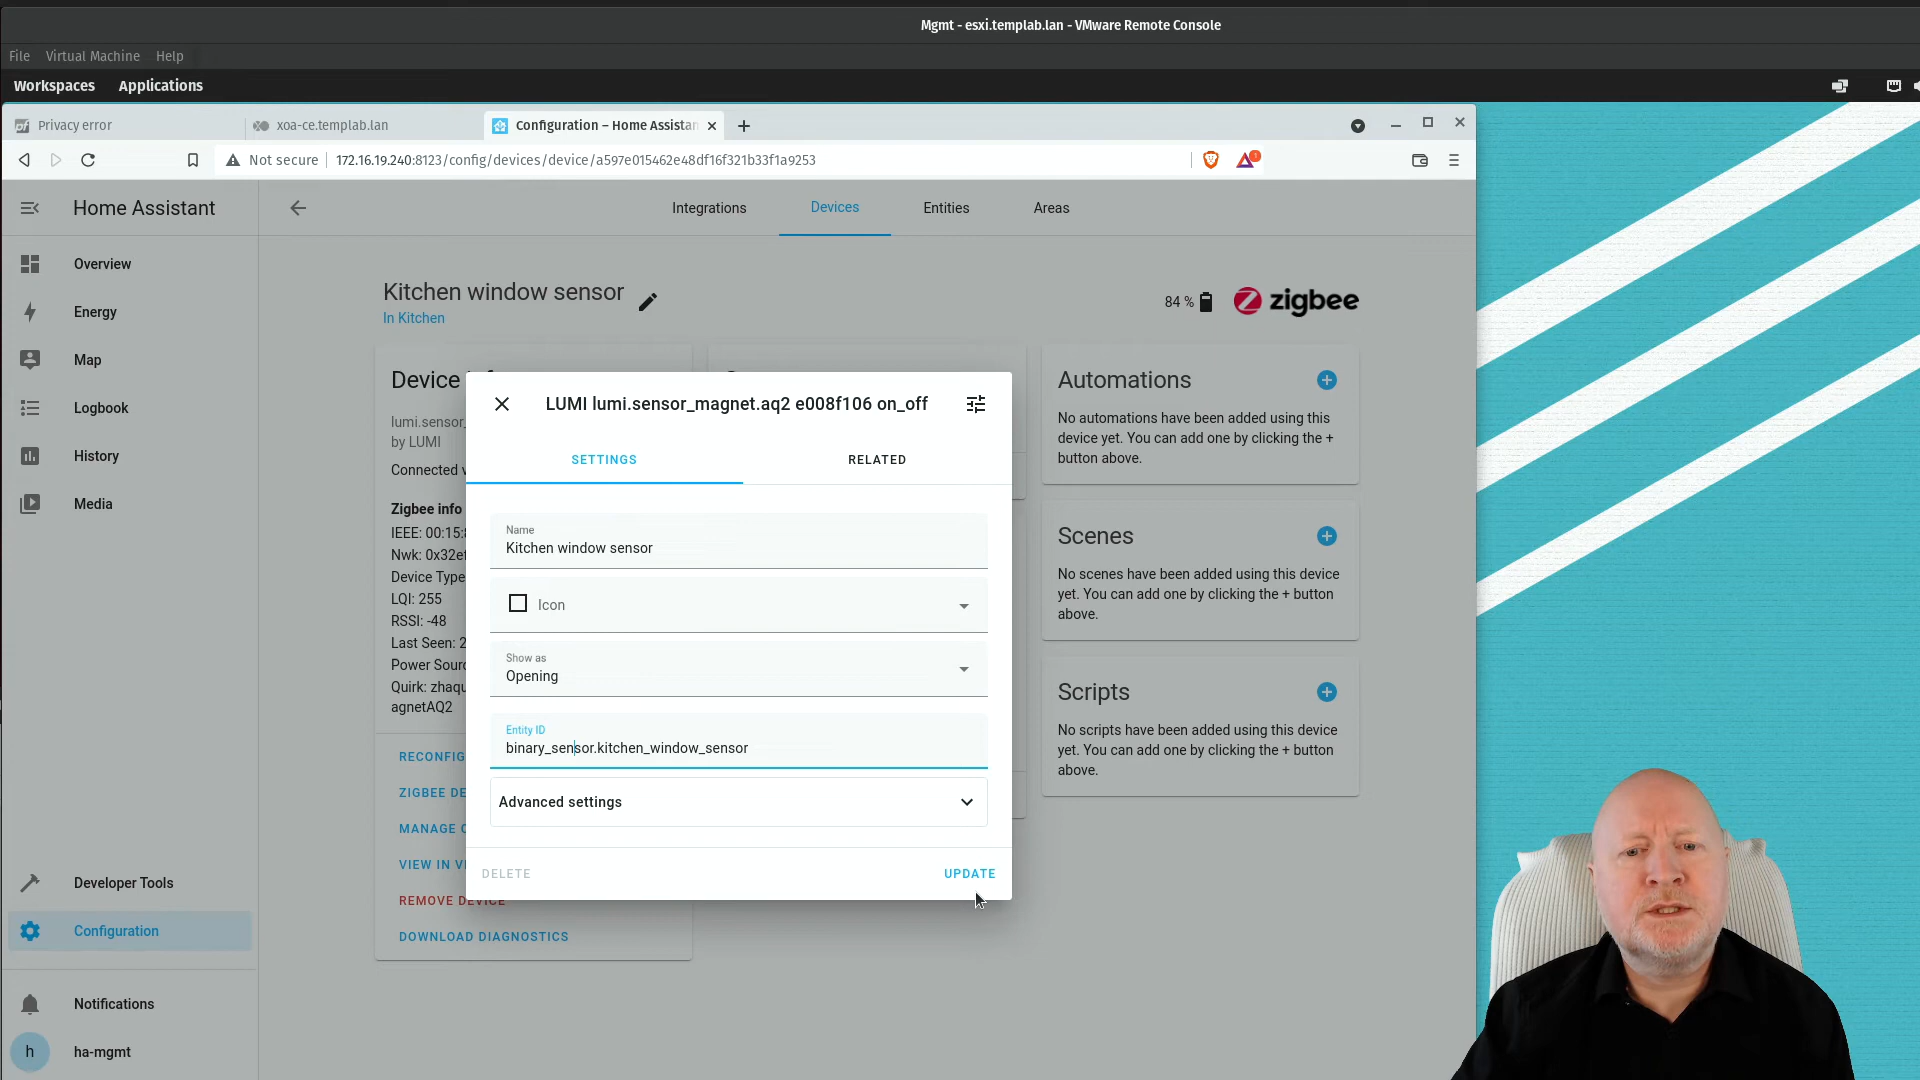 Mgmt - esxi.templab.lan - VMware Remote Console
File Virtual Machine Help
Workspaces Applications
Privacy error
xoa-ce.templab.lan
Configuration – Home Assistan
Not secure 172.16.19.240:8123/config/devices/device/a597e015462e48df16f321b33f1a9253
Home Assistant
Integrations Devices Entities Areas
Overview
Energy
Map
Logbook
History
Media
Developer Tools
Configuration
Notifications
h ha-mgmt
Kitchen window sensor
In Kitchen
84 %
zigbee
Device
lumi.sensor_
by LUMI
Connected v
Zigbee info
IEEE: 00:15:
Nwk: 0x32ef
Device Type
LQI: 255
RSSI: -48
Last Seen: 2
Power Sourc
Quirk: zhaqu
agnetAQ2
RECONFIG
ZIGBEE DE
MANAGE C
VIEW IN V
REMOVE DEVICE
DOWNLOAD DIAGNOSTICS
LUMI lumi.sensor_magnet.aq2 e008f106 on_off
SETTINGS RELATED
Name
Kitchen window sensor
Icon
Show as
Opening
Entity ID
binary_sensor.kitchen_window_sensor
Advanced settings
DELETE UPDATE
Automations
No automations have been added using this
device yet. You can add one by clicking the +
button above.
Scenes
No scenes have been added using this device
yet. You can add one by clicking the + button
above.
Scripts
No scripts have been added using this device
yet. You can add one by clicking the + button
above.